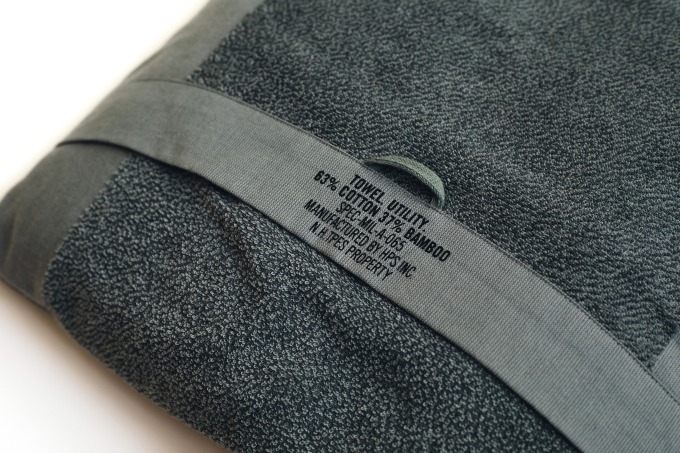 TOWEL, UTILITY.
63% COTTON 37% BAMBOO
SPEC-MIL A-065
MANUFACTURED BY HPS INC
N.H.TPES PROPERTY